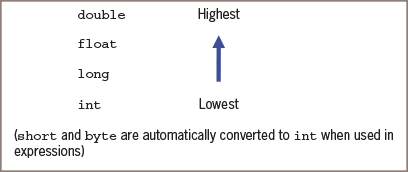 double Highest
float
long
int Lowest
(short and byte are automatically converted to int when used in
expressions)